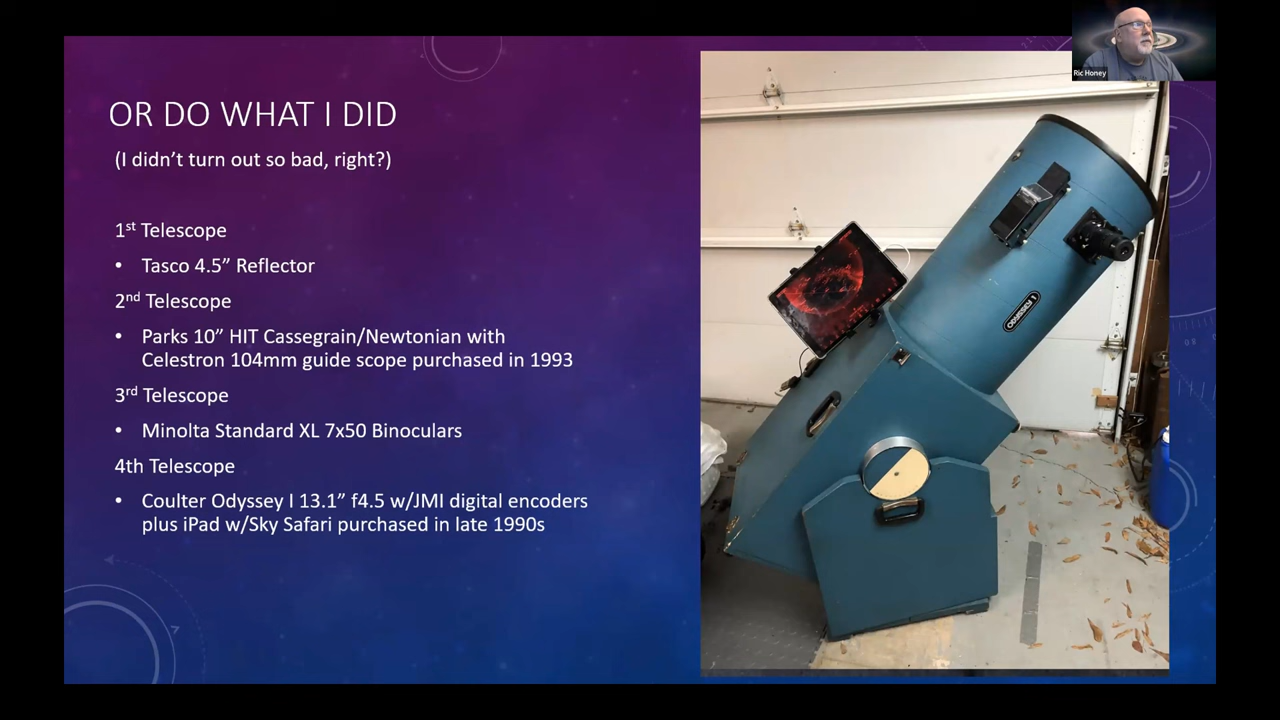 OR DO WHAT I DID
(I didn't turn out so bad, right?)
1st Telescope
• Tasco 4.5” Reflector
2nd Telescope
• Parks 10” HIT Cassegrain/Newtonian with
Celestron 104mm guide scope purchased in 1993
3rd Telescope
• Minolta Standard XL 7x50 Binoculars
4th Telescope
• Coulter Odyssey I 13.1” f4.5 w/JMI digital encoders
plus iPad w/Sky Safari purchased in late 1990s
Ric Honey
ODYSSEY 1